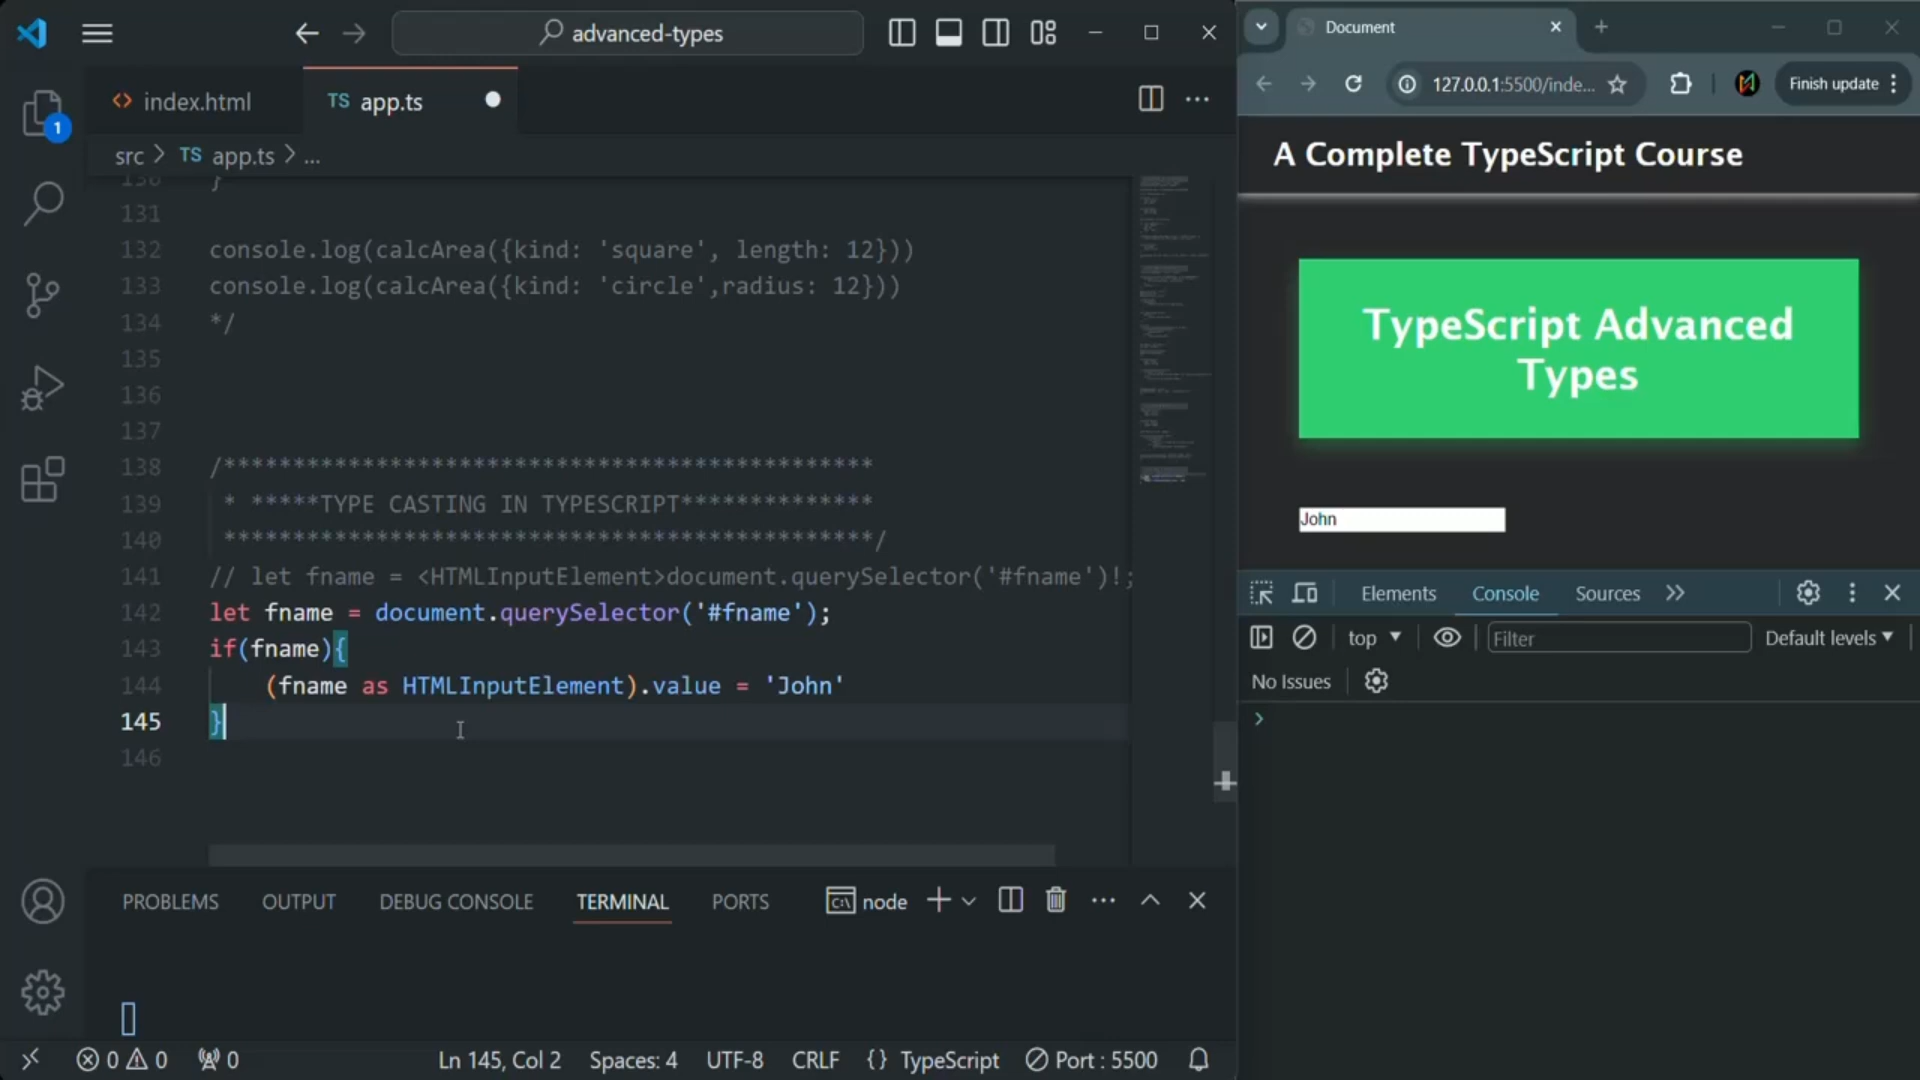 advanced-types
index.html
TS app.ts
1
src > TS app.ts > ...
130 }
131
132 console.log(calcArea({kind: 'square', length: 12}))
133 console.log(calcArea({kind: 'circle',radius: 12}))
134 */
135
136
137
138 /***********************************************
139 * *****TYPE CASTING IN TYPESCRIPT**************
140 ***********************************************/
141 // let fname = <HTMLInputElement>document.querySelector('#fname')!;
142 let fname = document.querySelector('#fname');
143 if(fname){
144 (fname as HTMLInputElement).value = 'John'
145 }
146
PROBLEMS OUTPUT DEBUG CONSOLE TERMINAL PORTS node
0 0 0 Ln 145, Col 2 Spaces: 4 UTF-8 CRLF {} TypeScript Port : 5500
Document
127.0.0.1:5500/inde... Finish update
A Complete TypeScript Course
TypeScript Advanced
Types
John
Elements Console Sources
top Filter Default levels
No Issues